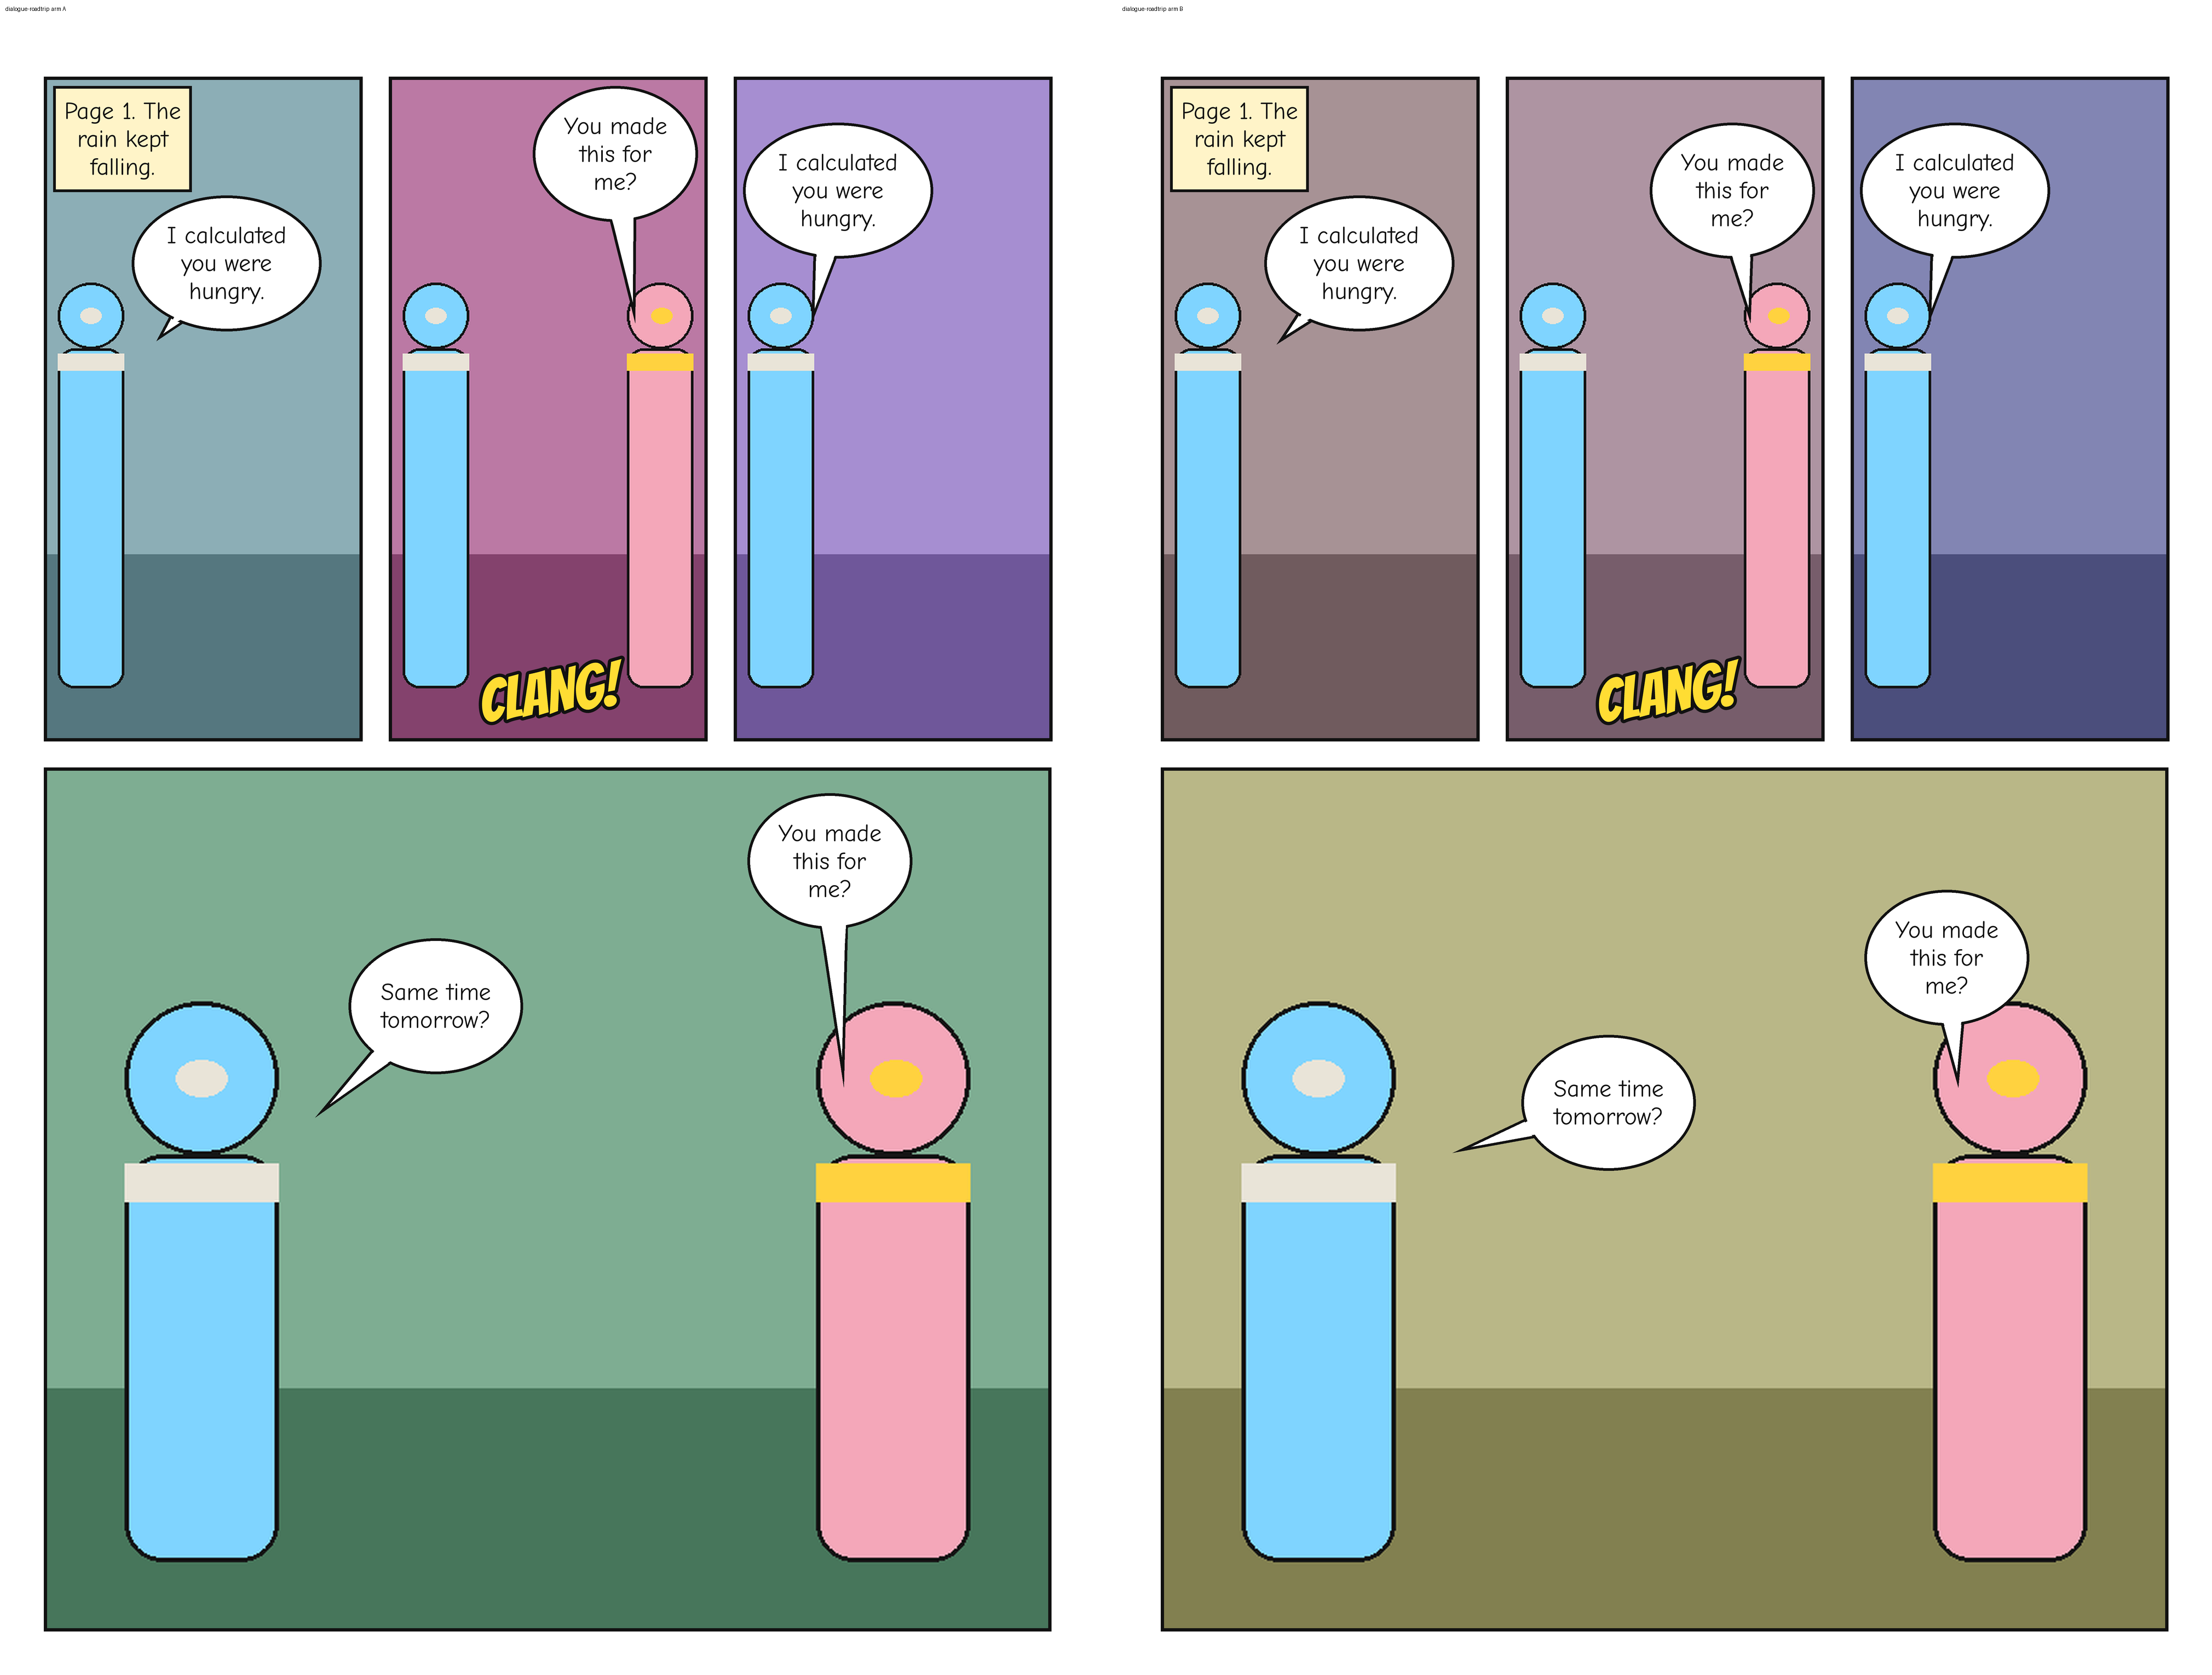 dialogue-roadtrip arm A
Page 1. The
rain kept
falling.
I calculated
you were
hungry.
You made
this for
me?
CLANG!
I calculated
you were
hungry.
Same time
tomorrow?
You made
this for
me?
dialogue-roadtrip arm B
Page 1. The
rain kept
falling.
I calculated
you were
hungry.
You made
this for
me?
CLANG!
I calculated
you were
hungry.
You made
this for
me?
Same time
tomorrow?